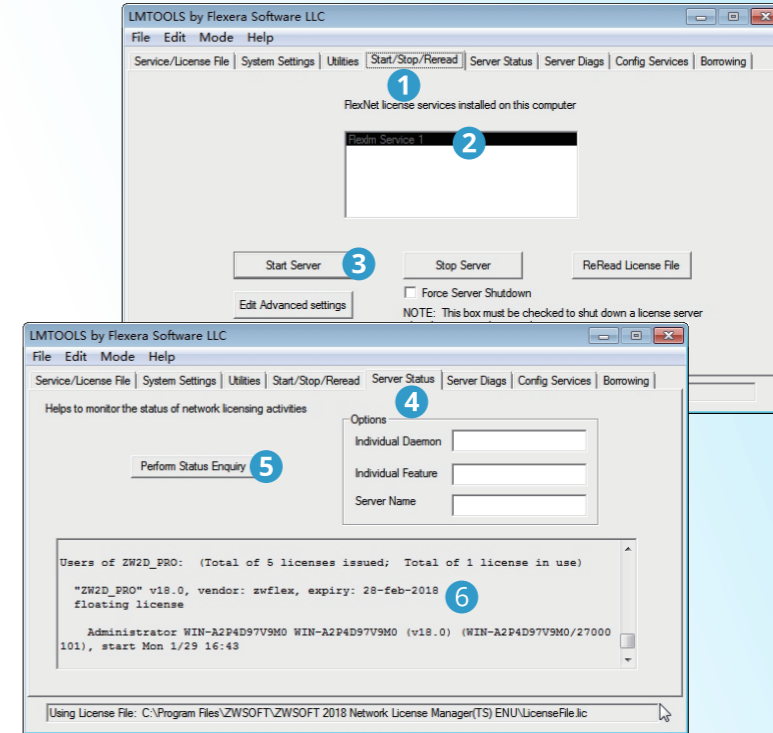 LMTOOLS by Flexera Software LLC
File Edit Mode Help
Service/License File System Settings Utilities Start/Stop/Reread Server Status Server Diags Config Services Borrowing
1
FlexNet license services installed on this computer
Flexlm Service 1
2
Start Server
3
Stop Server
ReRead License File
Edit Advanced settings
Force Server Shutdown
NOTE: This box must be checked to shut down a license server
LMTOOLS by Flexera Software LLC
File Edit Mode Help
Service/License File System Settings Utilities Start/Stop/Reread Server Status Server Diags Config Services Borrowing
4
Helps to monitor the status of network licensing activities
Options
Individual Daemon
Perform Status Enquiry
5
Individual Feature
Server Name
Users of ZW2D_PRO: (Total of 5 licenses issued; Total of 1 license in use)
"ZW2D_PRO" v18.0, vendor: zwflex, expiry: 28-feb-2018
6
floating license
Administrator WIN-A2P4D97V9M0 WIN-A2P4D97V9M0 (v18.0) (WIN-A2P4D97V9M0/27000
101), start Mon 1/29 16:43
Using License File: C:\Program Files\ZWSOFT\ZWSOFT 2018 Network License Manager(TS) ENU\LicenseFile.lic